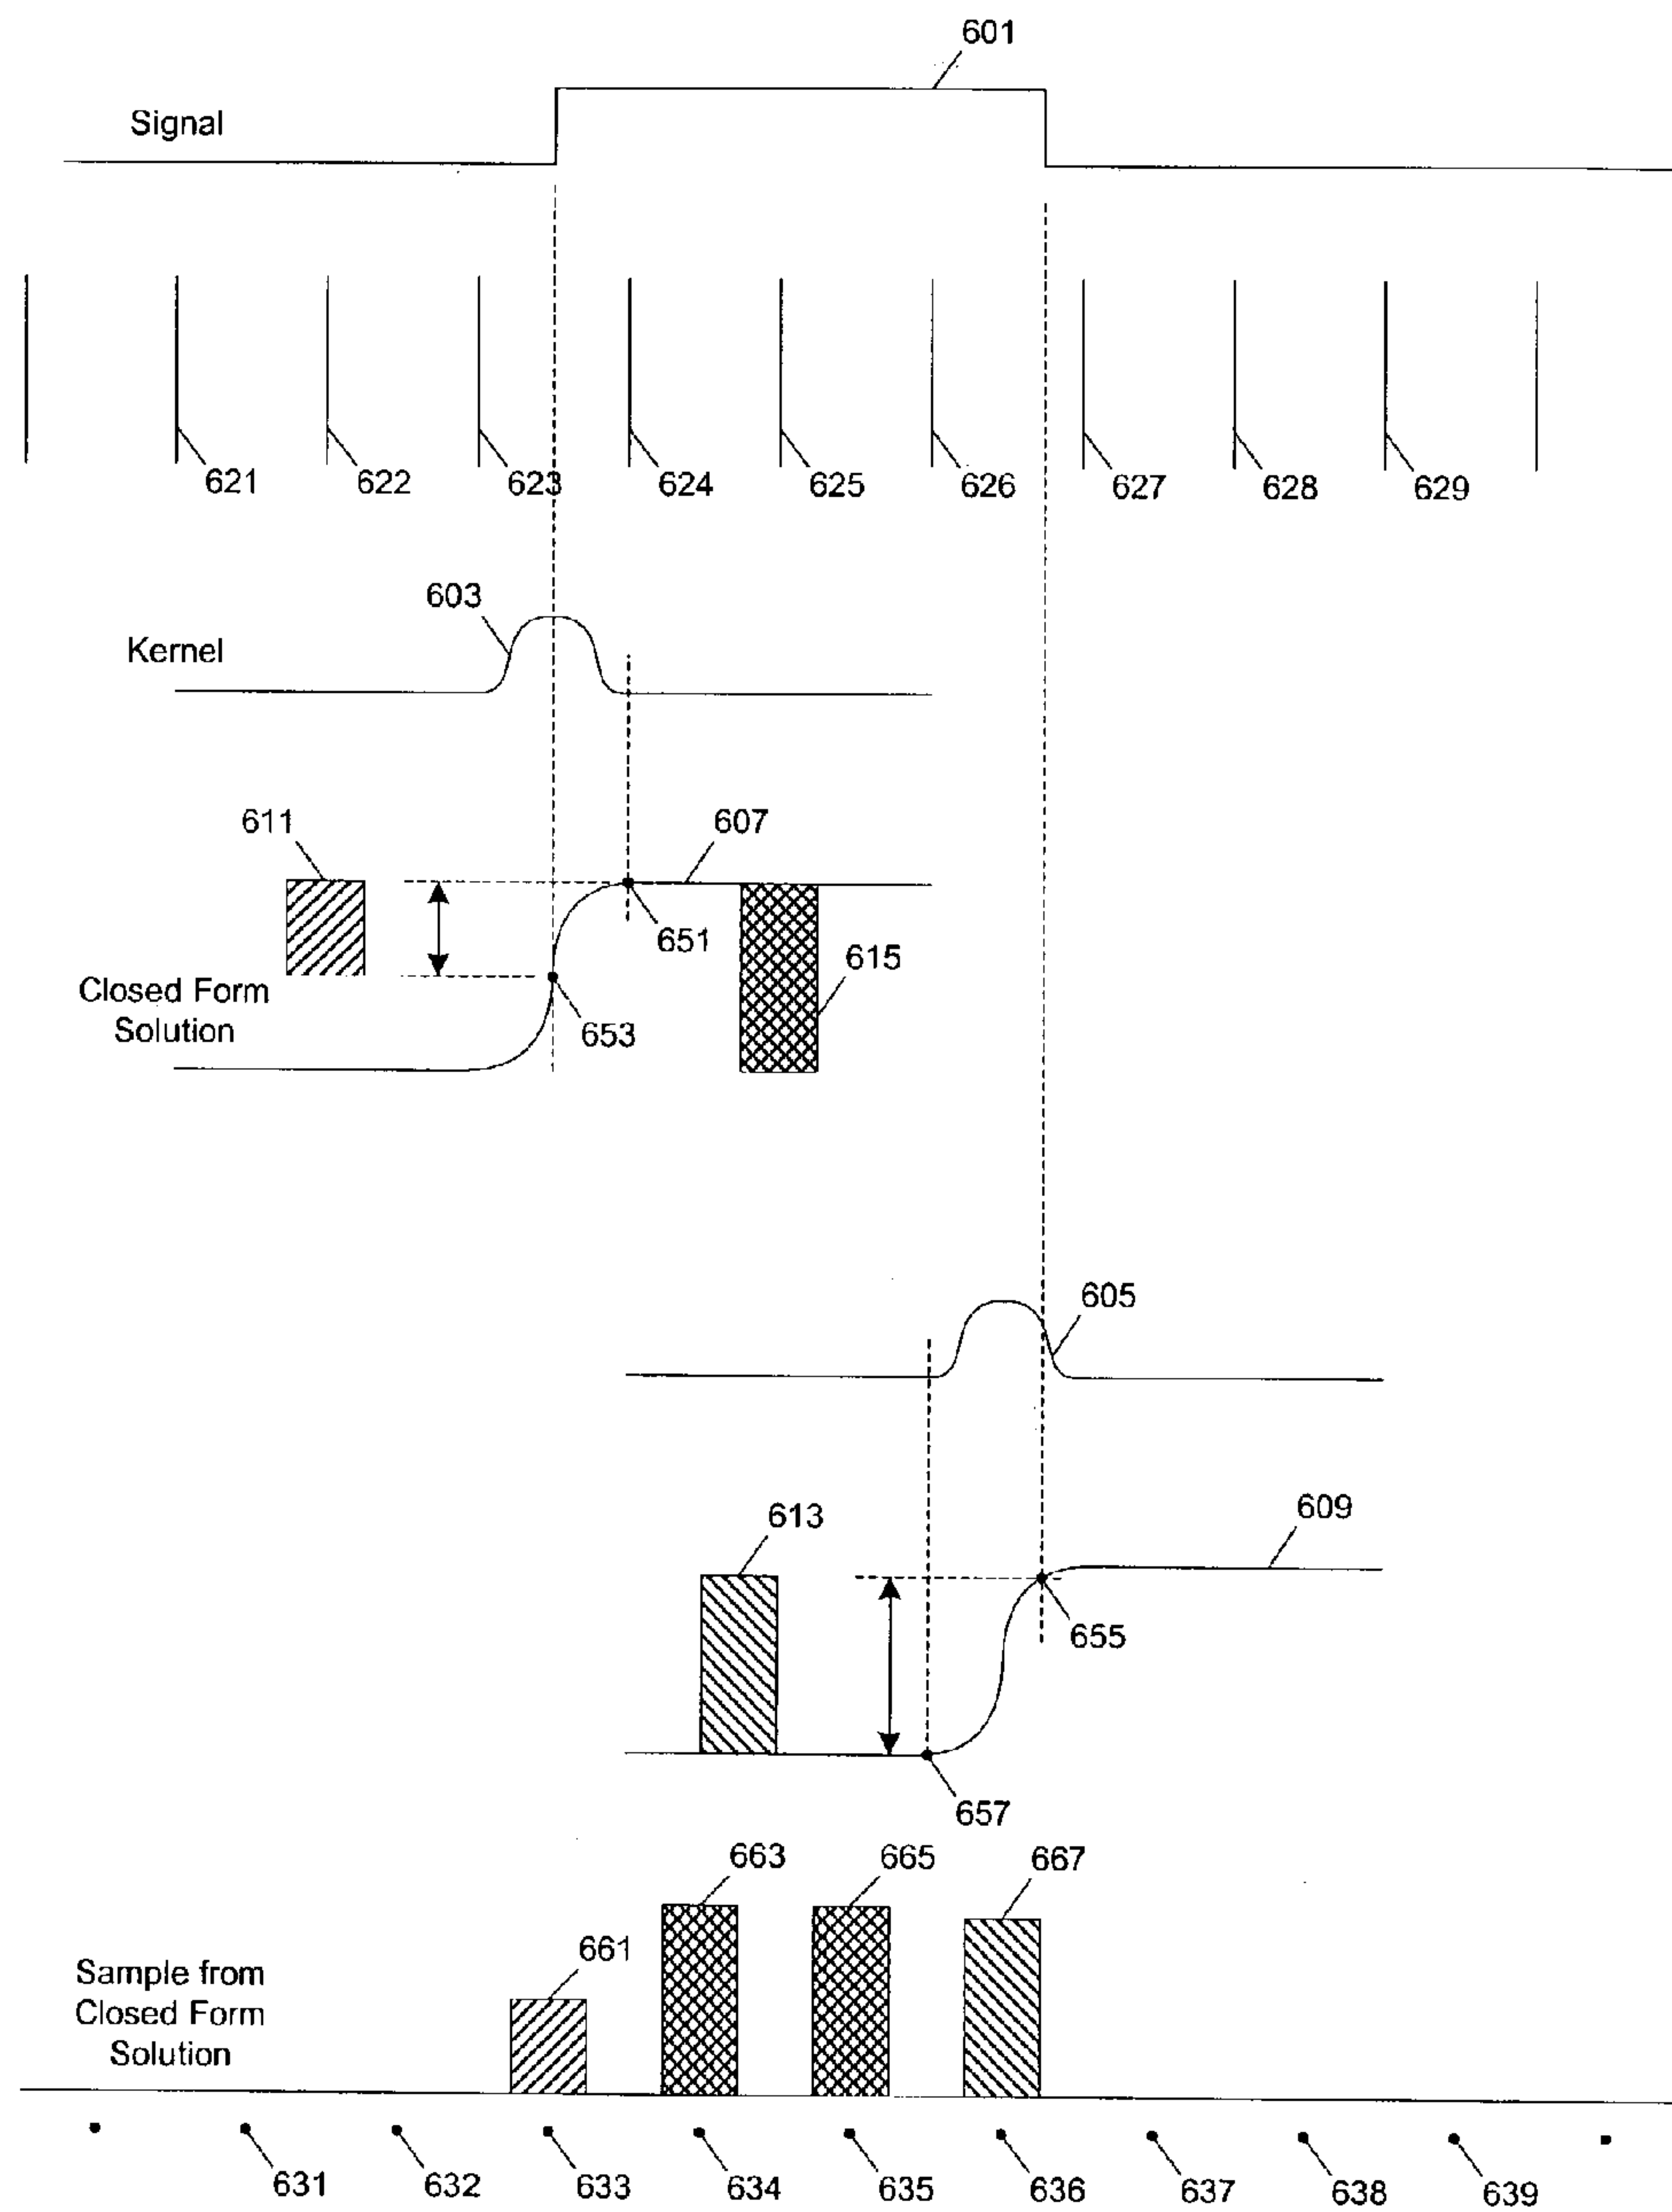 601
Signal
621 622 623 624 625 626 627 628 629
603
Kernel
611 607
651
615
Closed Form
Solution
653
605
613
609
655
657
663 665 667
661
Sample from
Closed Form
Solution
631 632 633 634 635 636 637 638 639